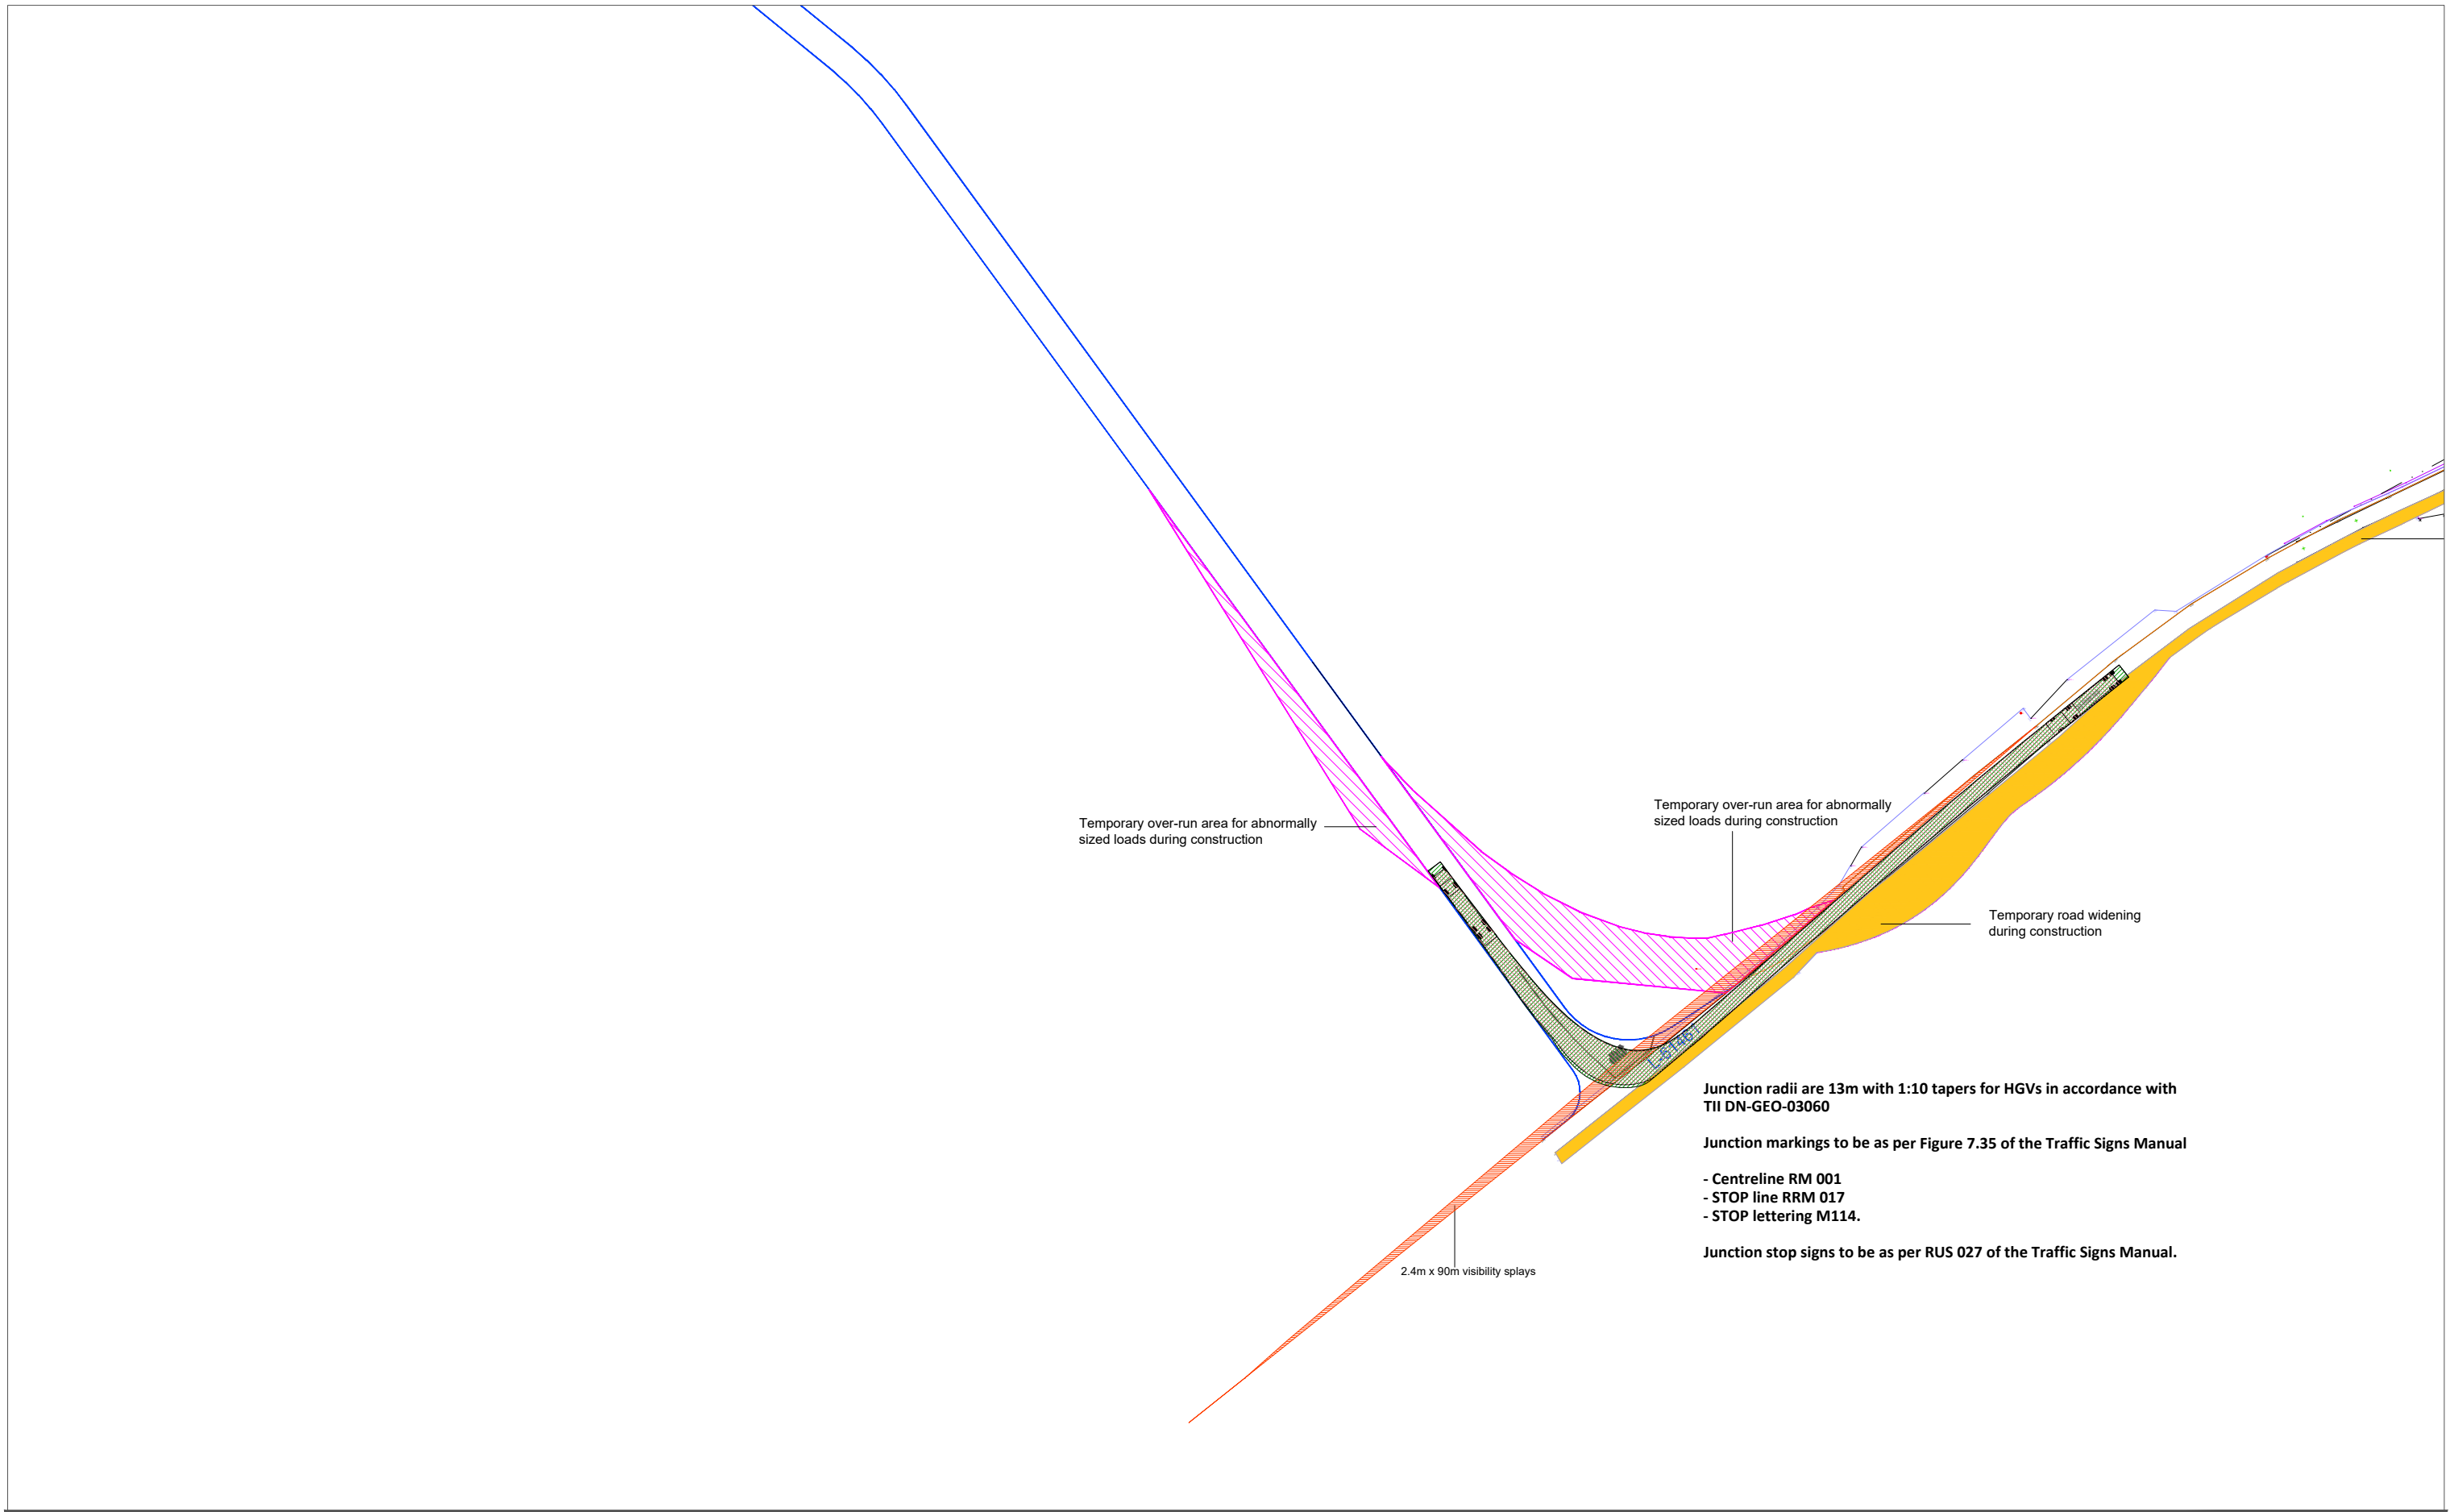 Temporary over-run area for abnormally
sized loads during construction
Temporary over-run area for abnormally
sized loads during construction
Temporary road widening
during construction
L-61461
Junction radii are 13m with 1:10 tapers for HGVs in accordance with
TII DN-GEO-03060
Junction markings to be as per Figure 7.35 of the Traffic Signs Manual
- Centreline RM 001
- STOP line RRM 017
- STOP lettering M114.
Junction stop signs to be as per RUS 027 of the Traffic Signs Manual.
2.4m x 90m visibility splays